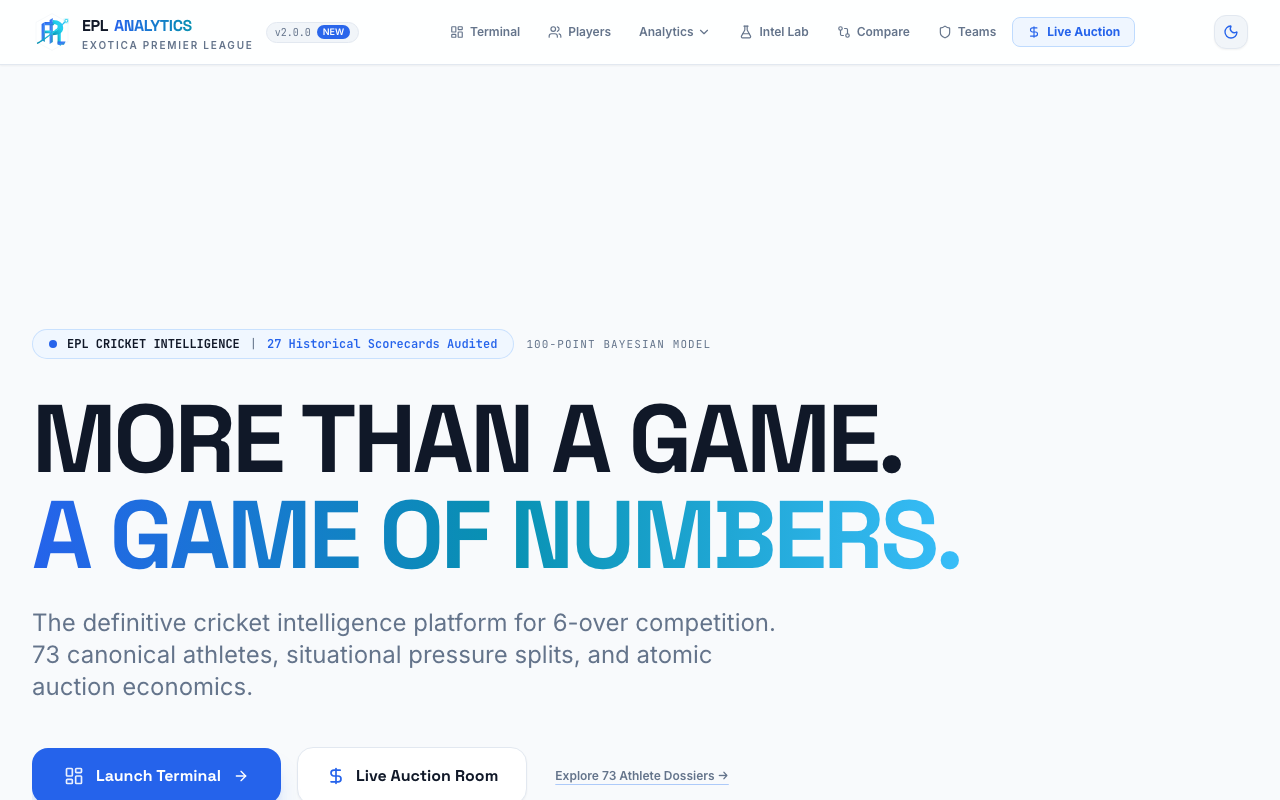 EPL ANALYTICS
EXOTICA PREMIER LEAGUE
v2.0.0 NEW
Terminal
Players
Analytics
Intel Lab
Compare
Teams
Live Auction
EPL CRICKET INTELLIGENCE | 27 Historical Scorecards Audited
100-POINT BAYESIAN MODEL
MORE THAN A GAME.
A GAME OF NUMBERS.
The definitive cricket intelligence platform for 6-over competition.
73 canonical athletes, situational pressure splits, and atomic
auction economics.
Launch Terminal →
Live Auction Room
Explore 73 Athlete Dossiers →